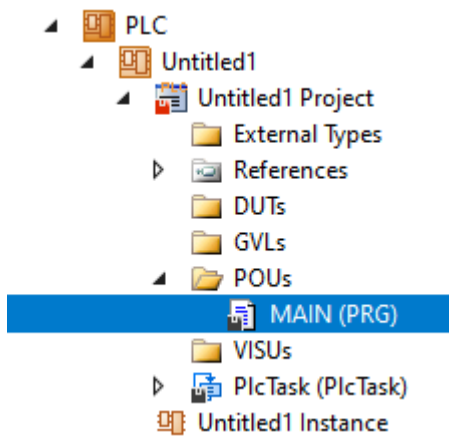 PLC
Untitled1
Untitled1 Project
External Types
References
DUTs
GVLs
POUs
MAIN (PRG)
VISUs
PlcTask (PlcTask)
Untitled1 Instance